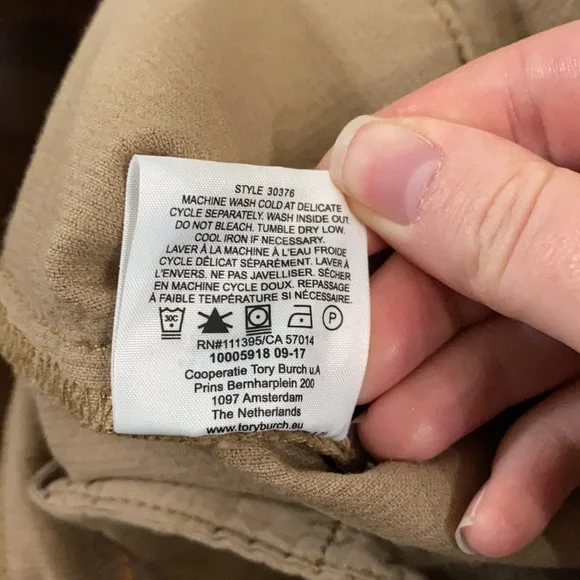 STYLE 30376
MACHINE WASH COLD AT DELICATE
CYCLE SEPARATELY. WASH INSIDE OUT.
DO NOT BLEACH. TUMBLE DRY LOW.
COOL IRON IF NECESSARY.
LAVER À LA MACHINE À L'EAU FROIDE
CYCLE DÉLICAT SÉPARÉMENT. LAVER À
L'ENVERS. NE PAS JAVELLISER. SÉCHER
EN MACHINE CYCLE DOUX. REPASSAGE
À FAIBLE TEMPÉRATURE SI NÉCESSAIRE.
30C P
RN#111395/CA 57014
10005918 09-17
Cooperatie Tory Burch u.A
Prins Bernharplein 200
1097 Amsterdam
The Netherlands
www.toryburch.eu